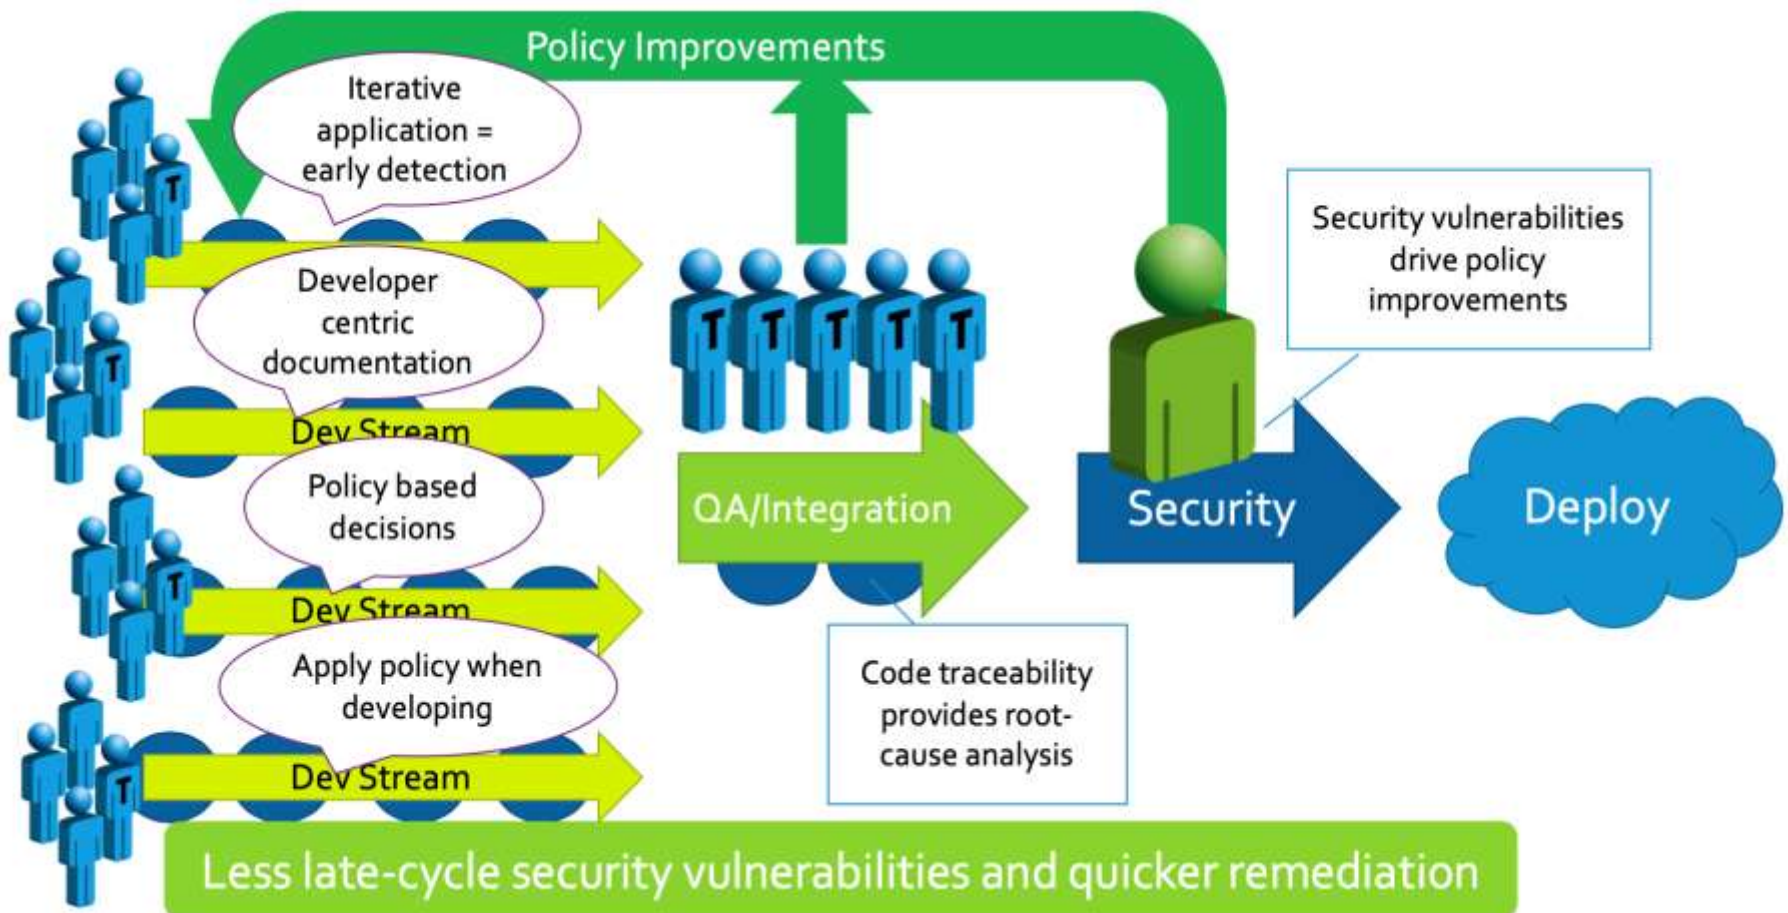 Policy Improvements
Iterative
application =
early detection
Developer
centric
documentation
Dev Stream
Policy based
decisions
Dev Stream
Apply policy when
developing
Dev Stream
T
T
T
T
T
T
T
T
T
QA/Integration
Code traceability
provides root-
cause analysis
Security
Security vulnerabilities
drive policy
improvements
Deploy
Less late-cycle security vulnerabilities and quicker remediation